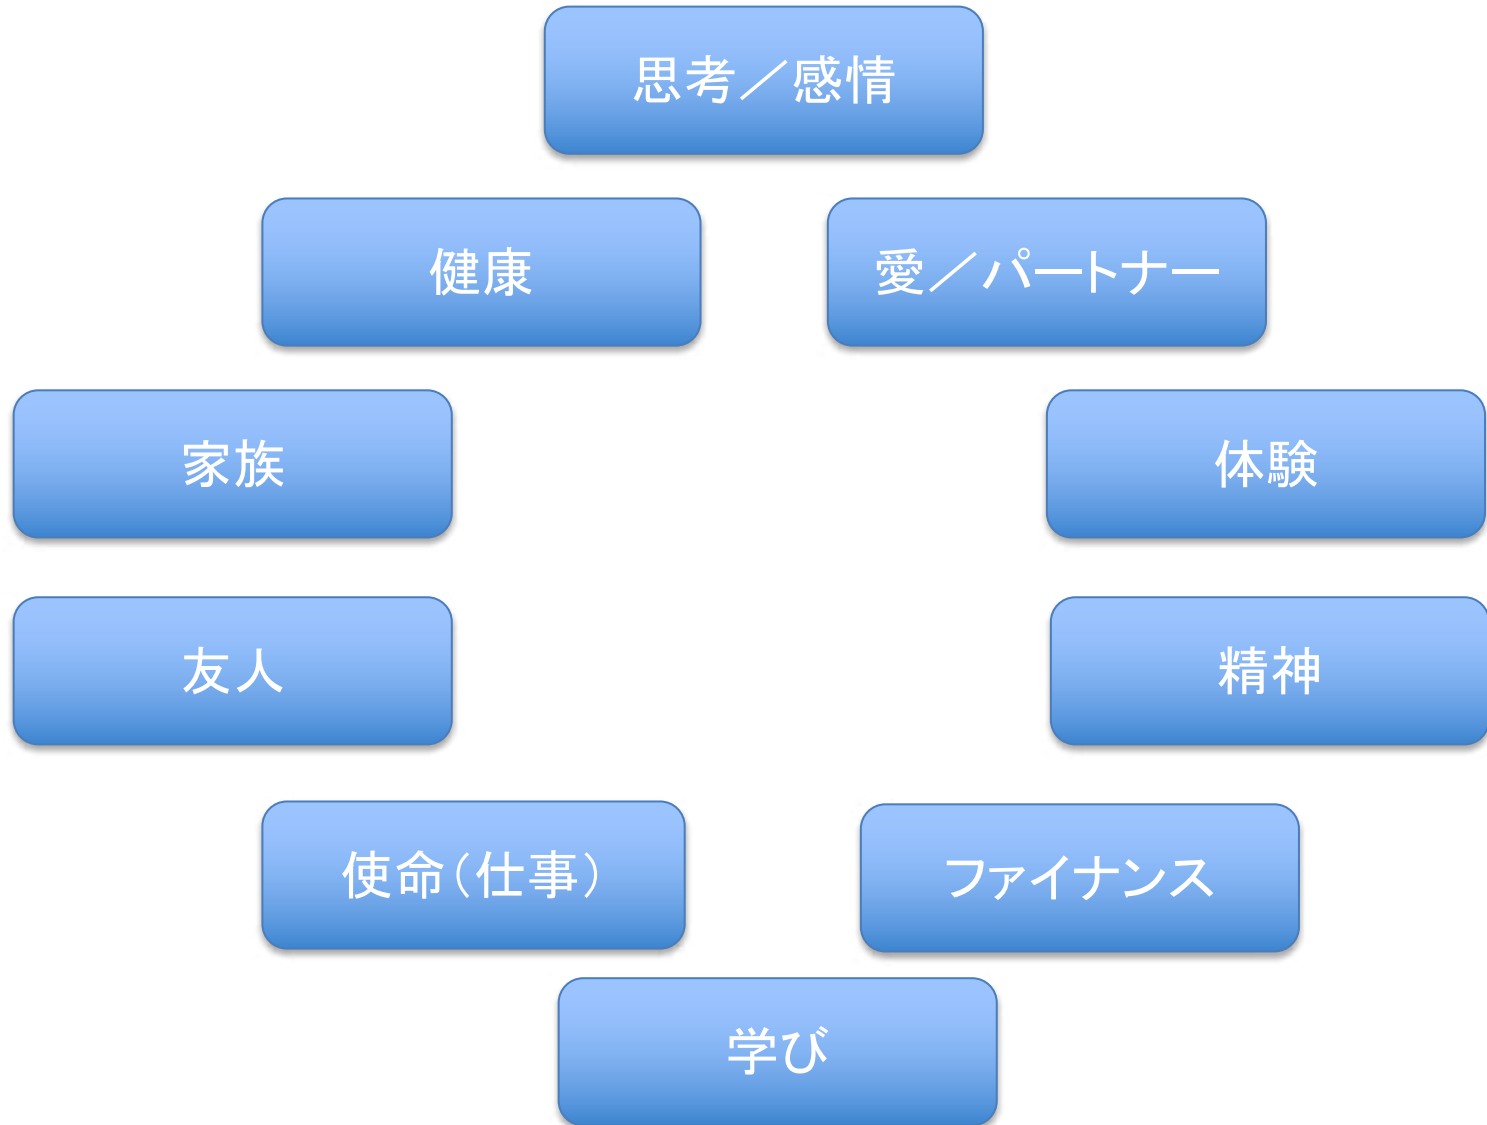 思考／感情
健康
愛／パートナー
家族
体験
友人
精神
使命（仕事）
ファイナンス
学び